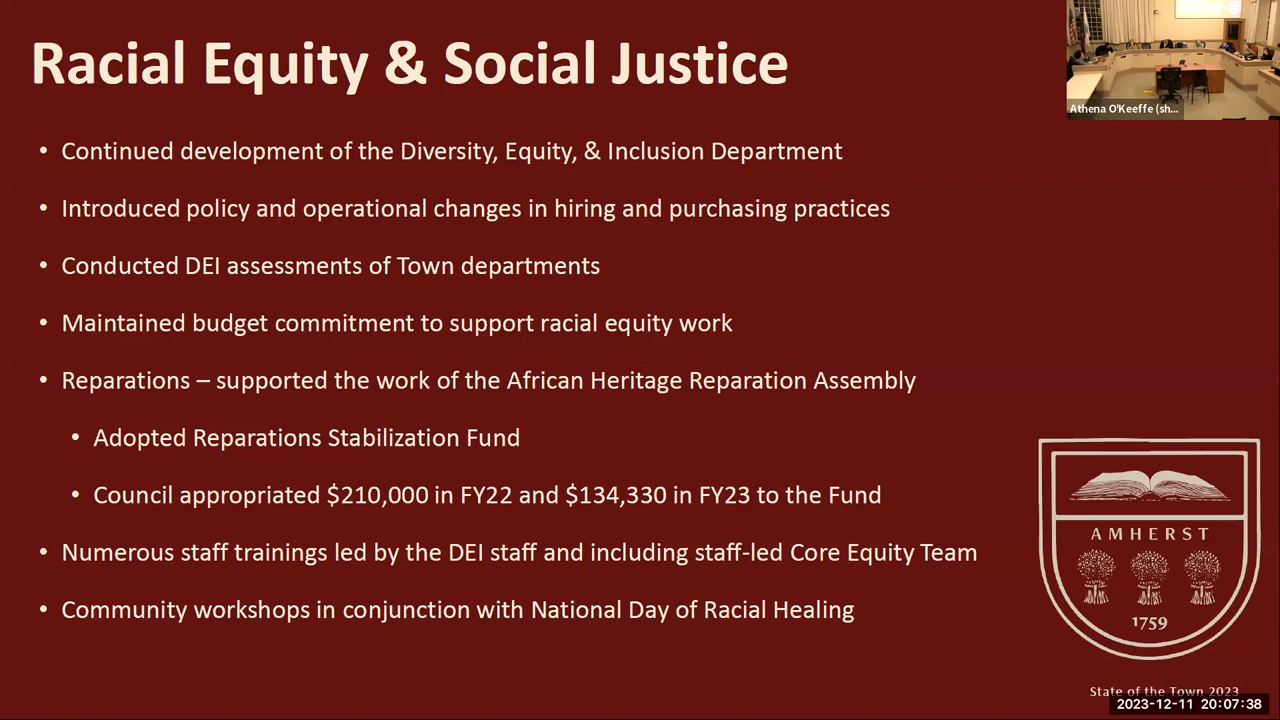 Racial Equity & Social Justice
Athena O'Keeffe (sh...
• Continued development of the Diversity, Equity, & Inclusion Department
• Introduced policy and operational changes in hiring and purchasing practices
• Conducted DEI assessments of Town departments
• Maintained budget commitment to support racial equity work
• Reparations – supported the work of the African Heritage Reparation Assembly
• Adopted Reparations Stabilization Fund
• Council appropriated $210,000 in FY22 and $134,330 in FY23 to the Fund
• Numerous staff trainings led by the DEI staff and including staff-led Core Equity Team
• Community workshops in conjunction with National Day of Racial Healing
AMHERST
1759
State of the Town 2023
2023-12-11 20:07:38